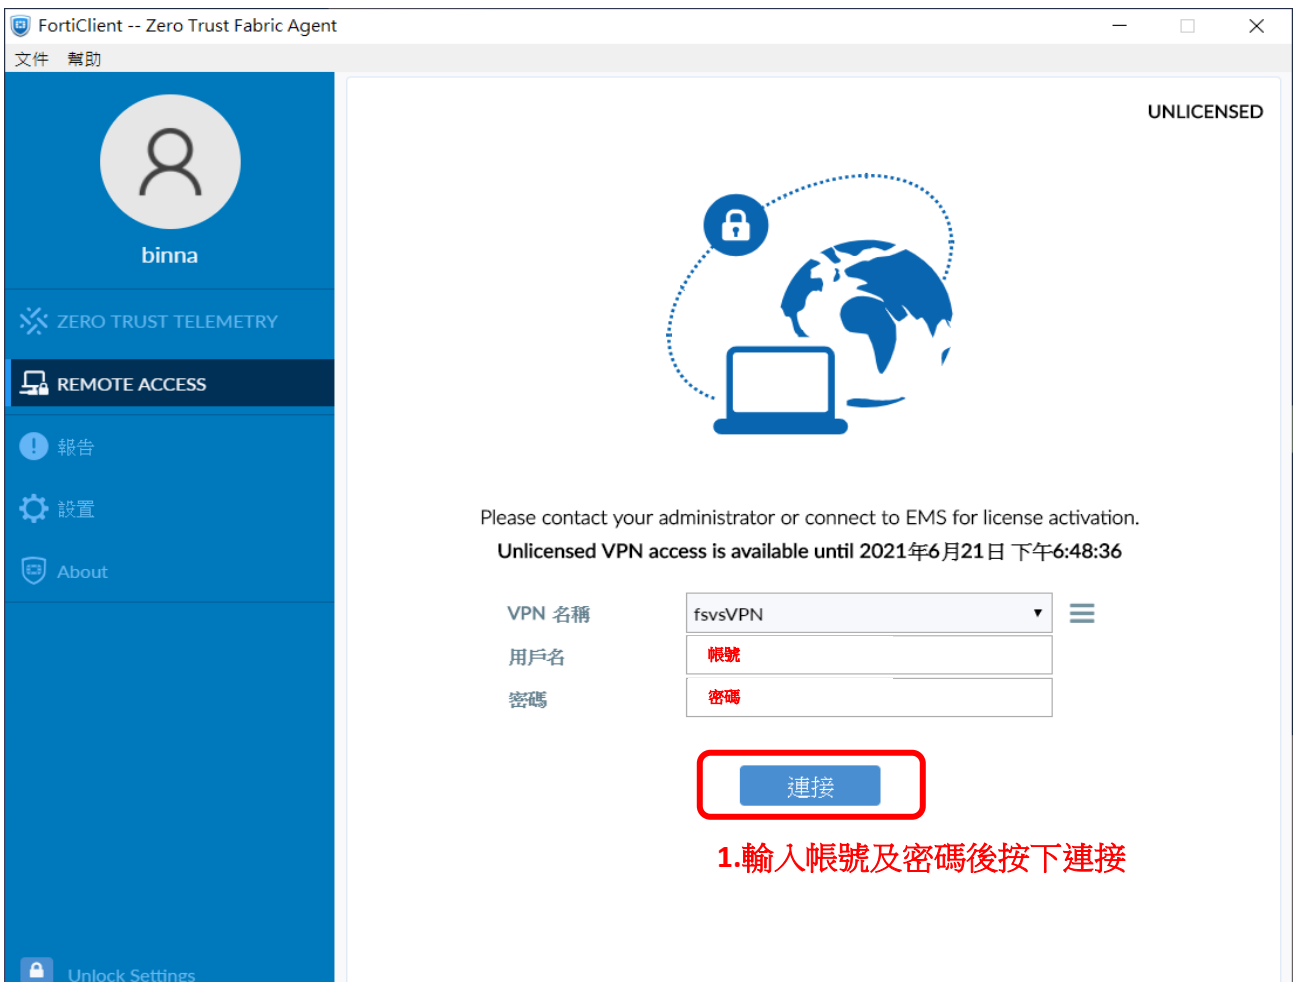 FortiClient -- Zero Trust Fabric Agent
文件 幫助
UNLICENSED
binna
ZERO TRUST TELEMETRY
REMOTE ACCESS
報告
設置
About
Please contact your administrator or connect to EMS for license activation.
Unlicensed VPN access is available until 2021年6月21日 下午6:48:36
VPN 名稱 fsvsVPN
用戶名 帳號
密碼 密碼
連接
1.輸入帳號及密碼後按下連接
Unlock Settings